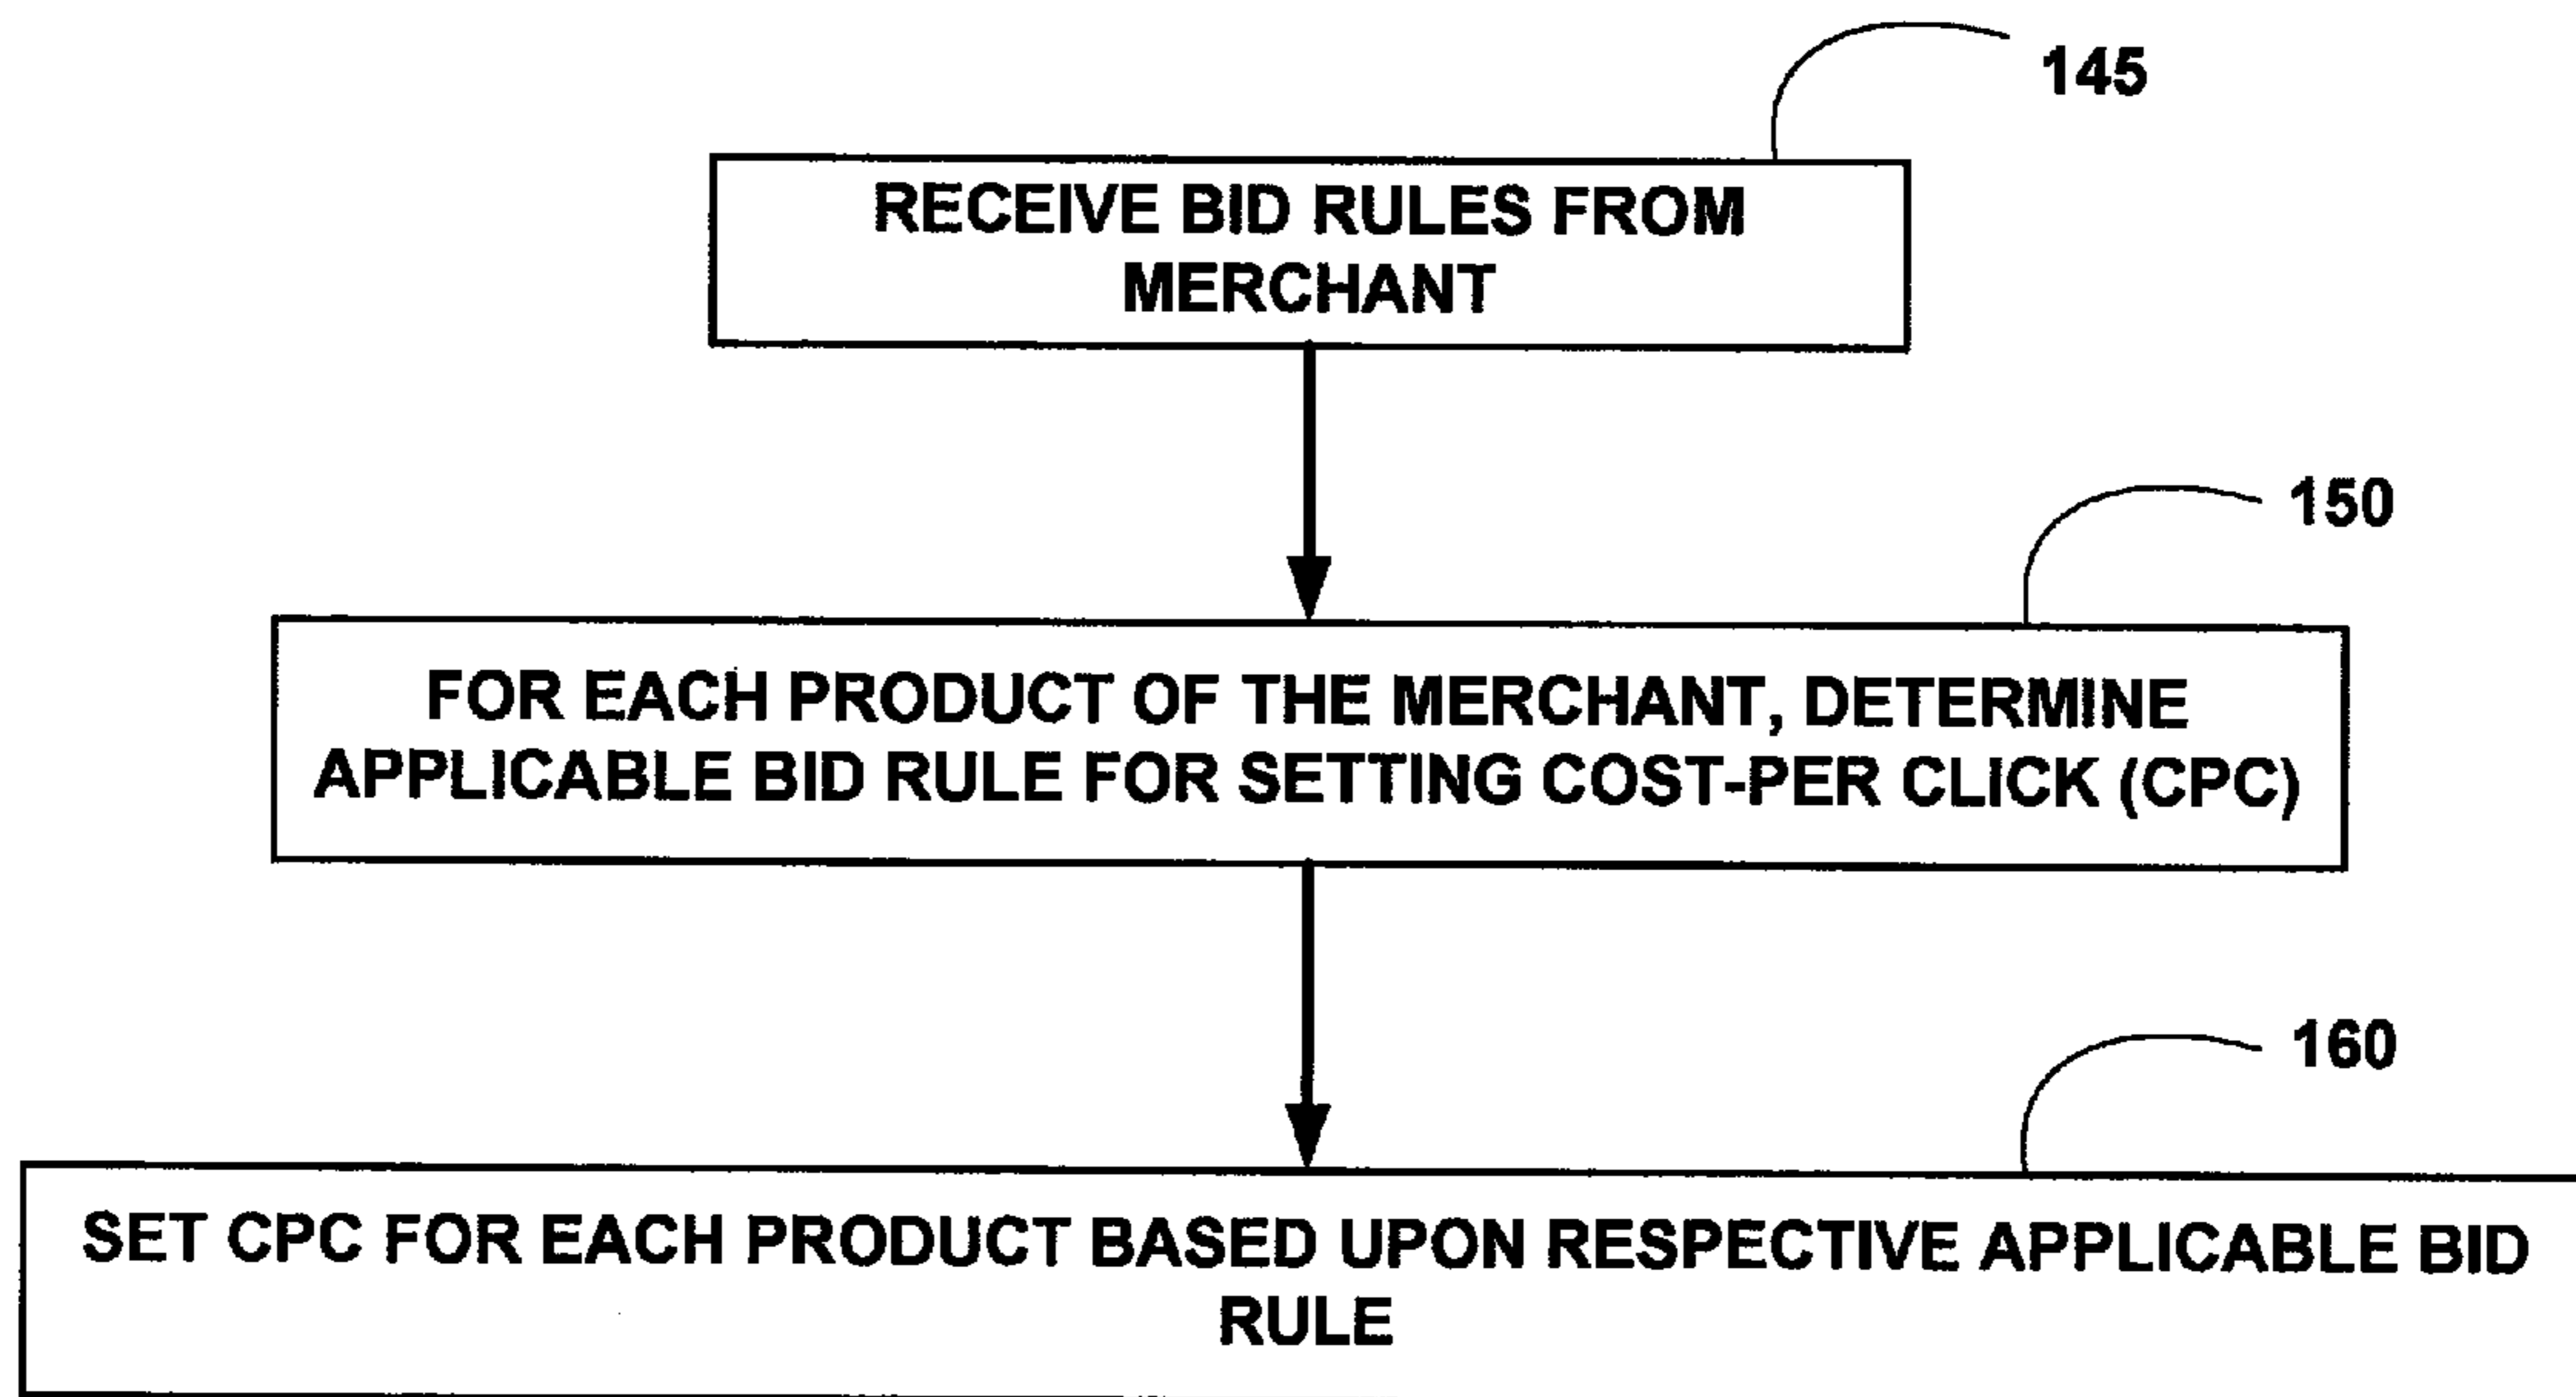 145
RECEIVE BID RULES FROM
MERCHANT
150
FOR EACH PRODUCT OF THE MERCHANT, DETERMINE
APPLICABLE BID RULE FOR SETTING COST-PER CLICK (CPC)
160
SET CPC FOR EACH PRODUCT BASED UPON RESPECTIVE APPLICABLE BID
RULE